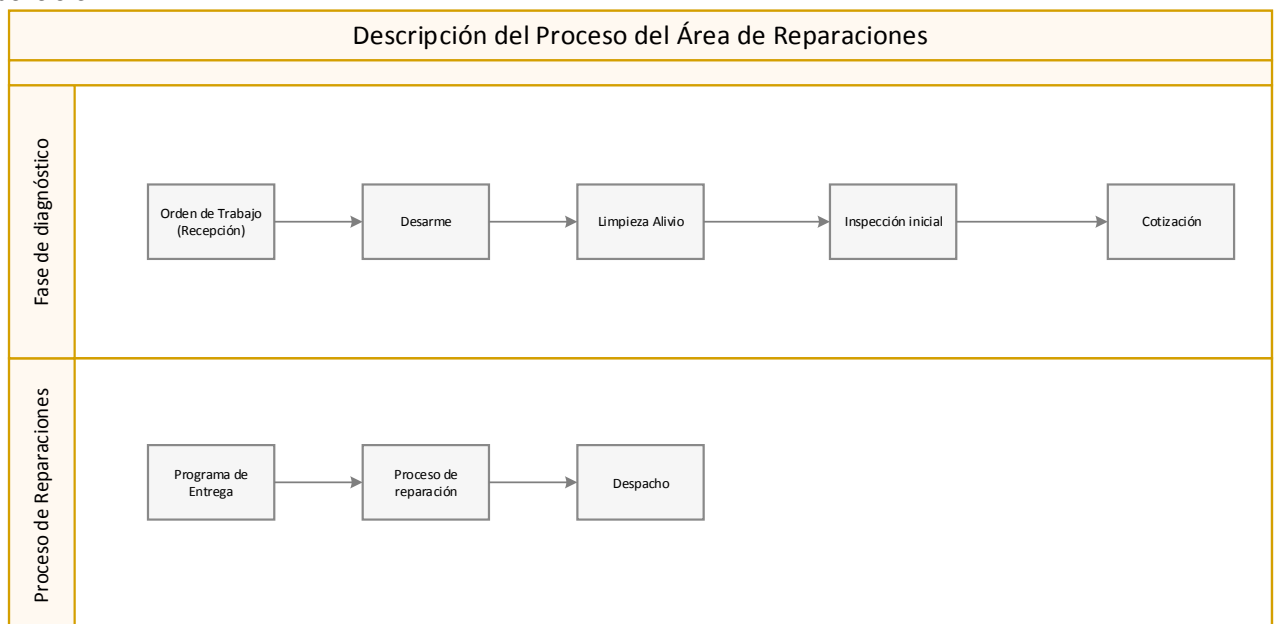 Descripción del Proceso del Área de Reparaciones
Fase de diagnóstico
Orden de Trabajo
(Recepción)
Desarme
Limpieza Alivio
Inspección inicial
Cotización
Proceso de Reparaciones
Programa de
Entrega
Proceso de
reparación
Despacho